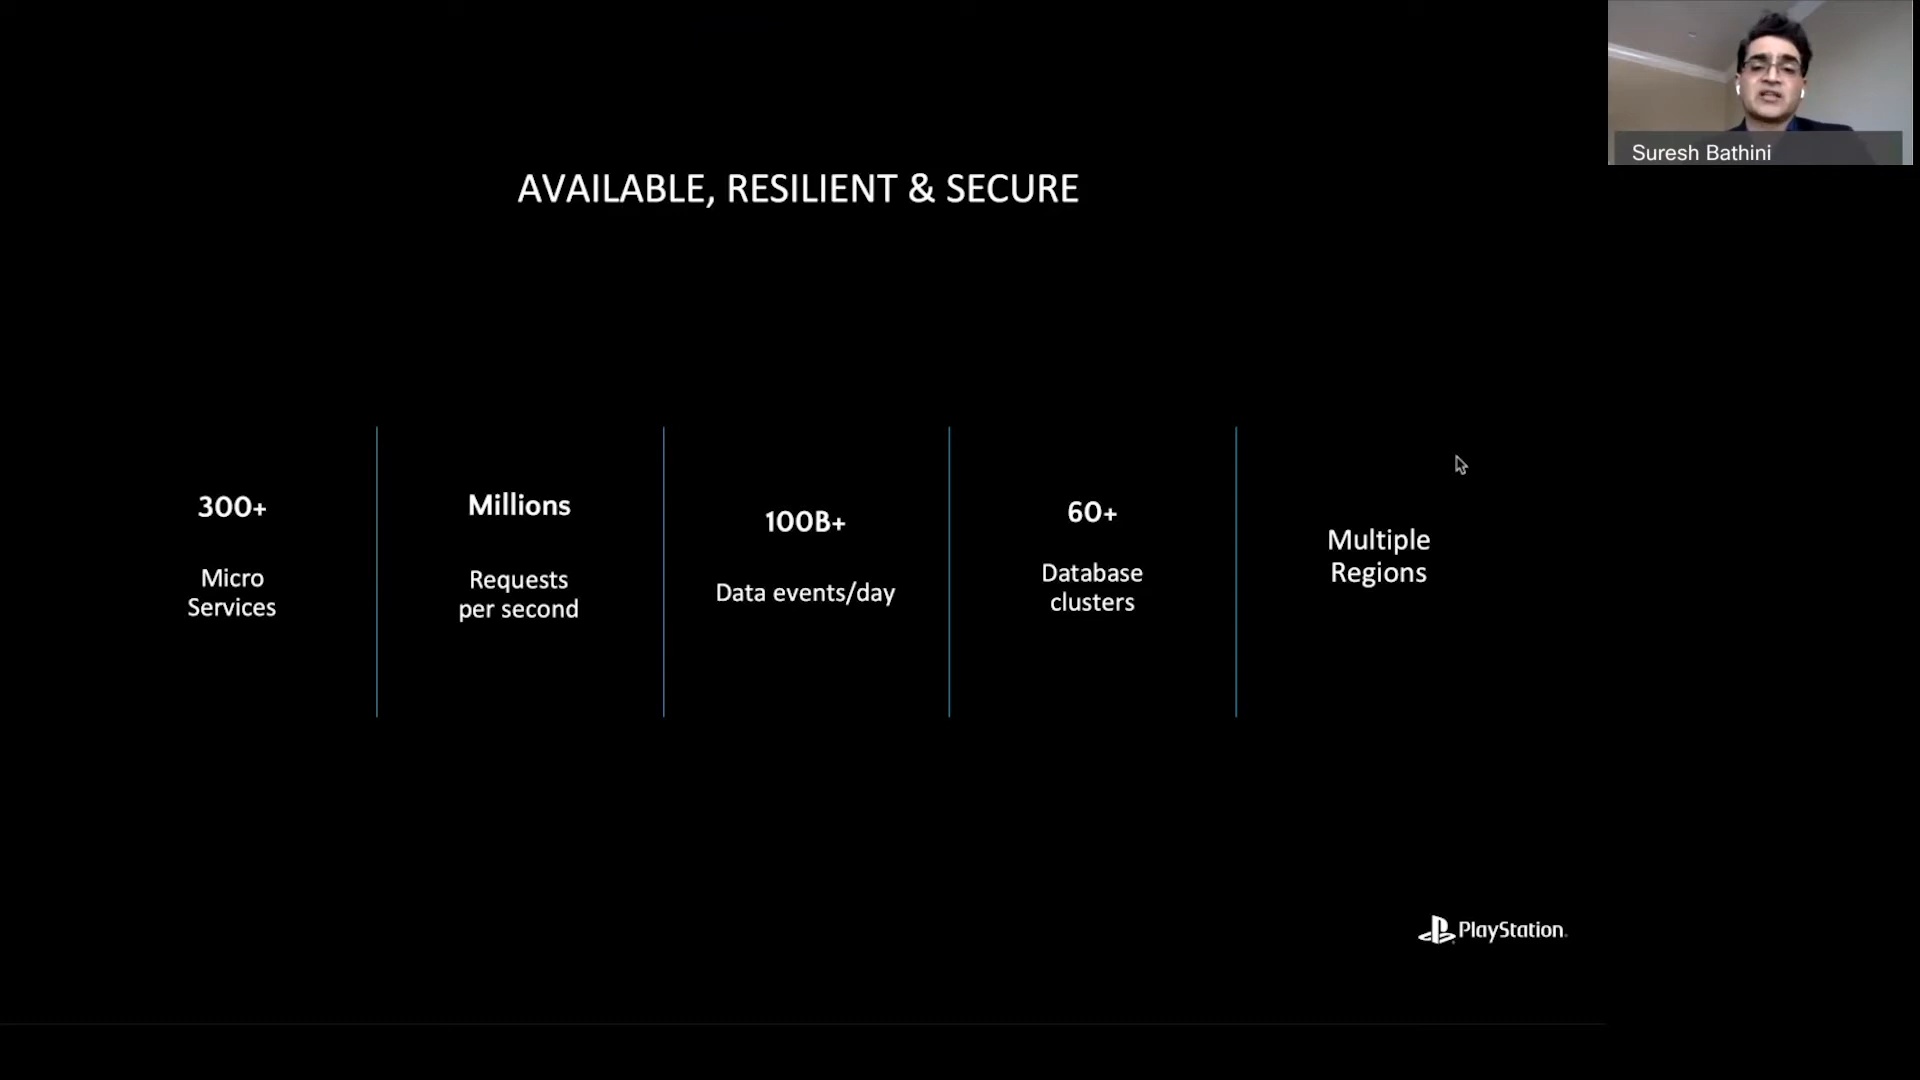 Suresh Bathini
AVAILABLE, RESILIENT & SECURE
300+
Micro
Services
Millions
Requests
per second
100B+
Data events/day
60+
Database
clusters
Multiple
Regions
PlayStation